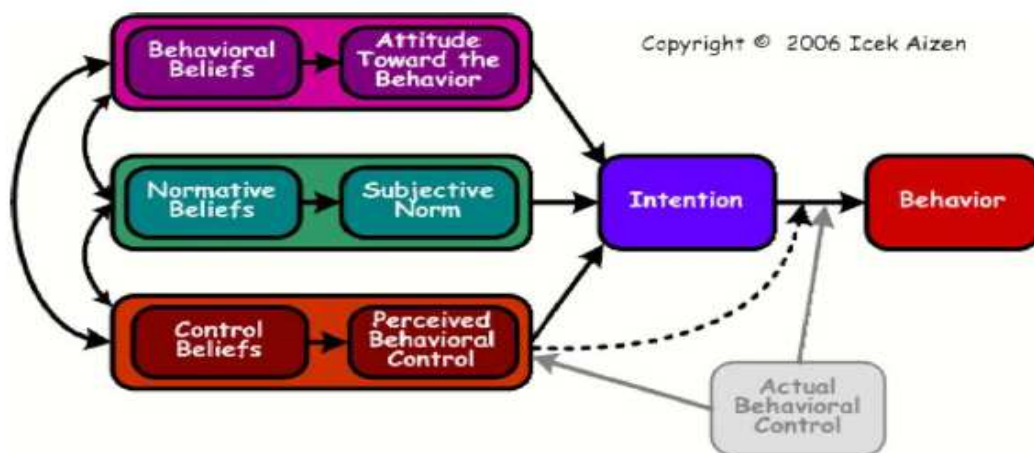 Behavioral
Beliefs
Attitude
Toward the
Behavior
Copyright © 2006 Icek Aizen
Normative
Beliefs
Subjective
Norm
Intention
Behavior
Control
Beliefs
Perceived
Behavioral
Control
Actual
Behavioral
Control